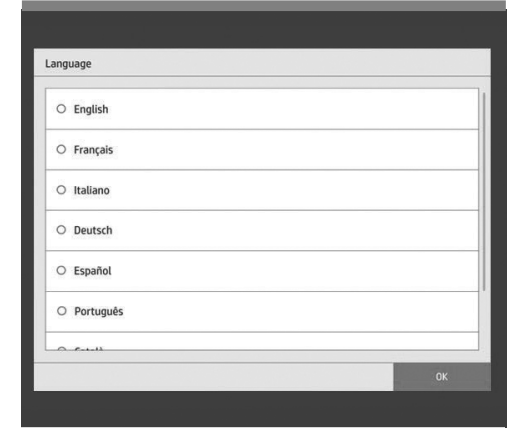 Language
English
Français
Italiano
Deutsch
Español
Português
OK